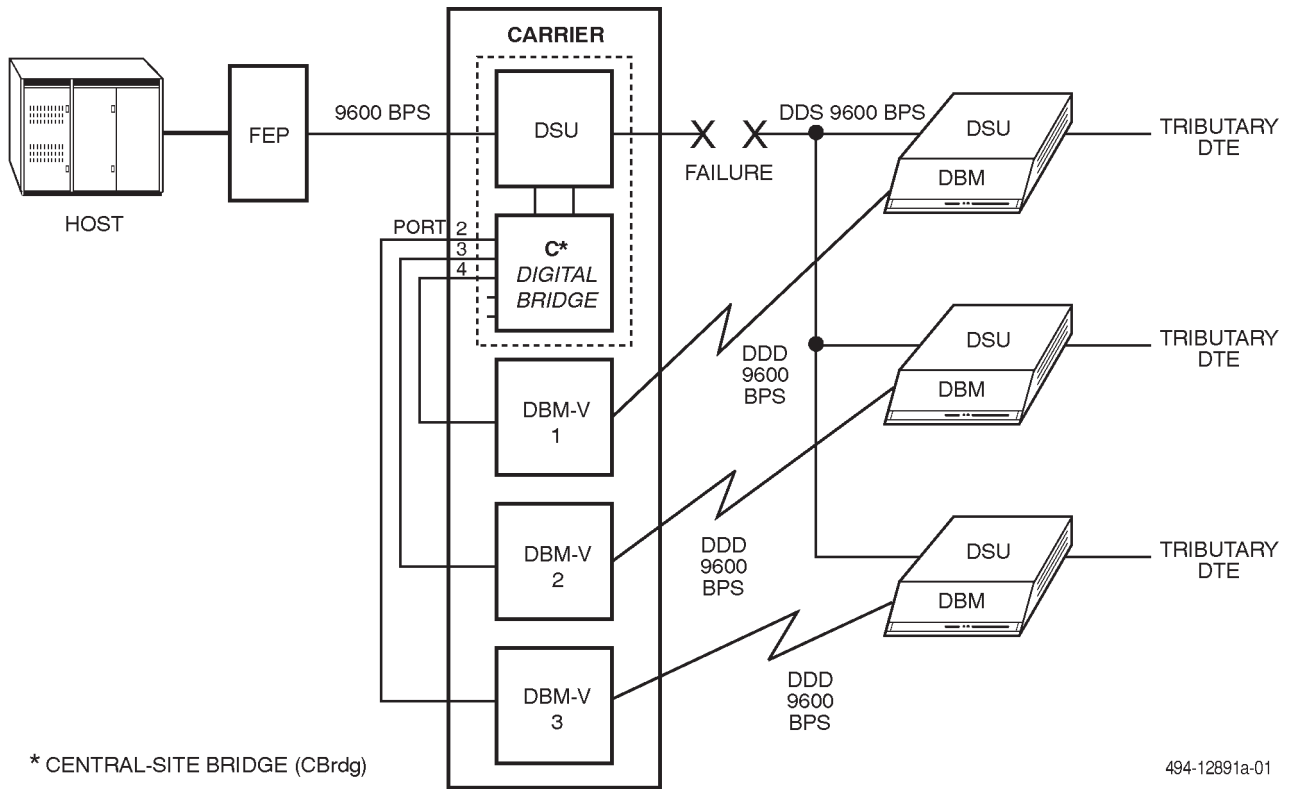 CARRIER
HOST
FEP
9600 BPS
DSU
FAILURE
DDS 9600 BPS
DSU
DBM
TRIBUTARY
DTE
PORT 2
3
4
C*
DIGITAL
BRIDGE
DDD
9600
BPS
DSU
DBM
TRIBUTARY
DTE
DBM-V
1
DBM-V
2
DDD
9600
BPS
DSU
DBM
TRIBUTARY
DTE
DBM-V
3
DDD
9600
BPS
* CENTRAL-SITE BRIDGE (CBrdg)
494-12891a-01